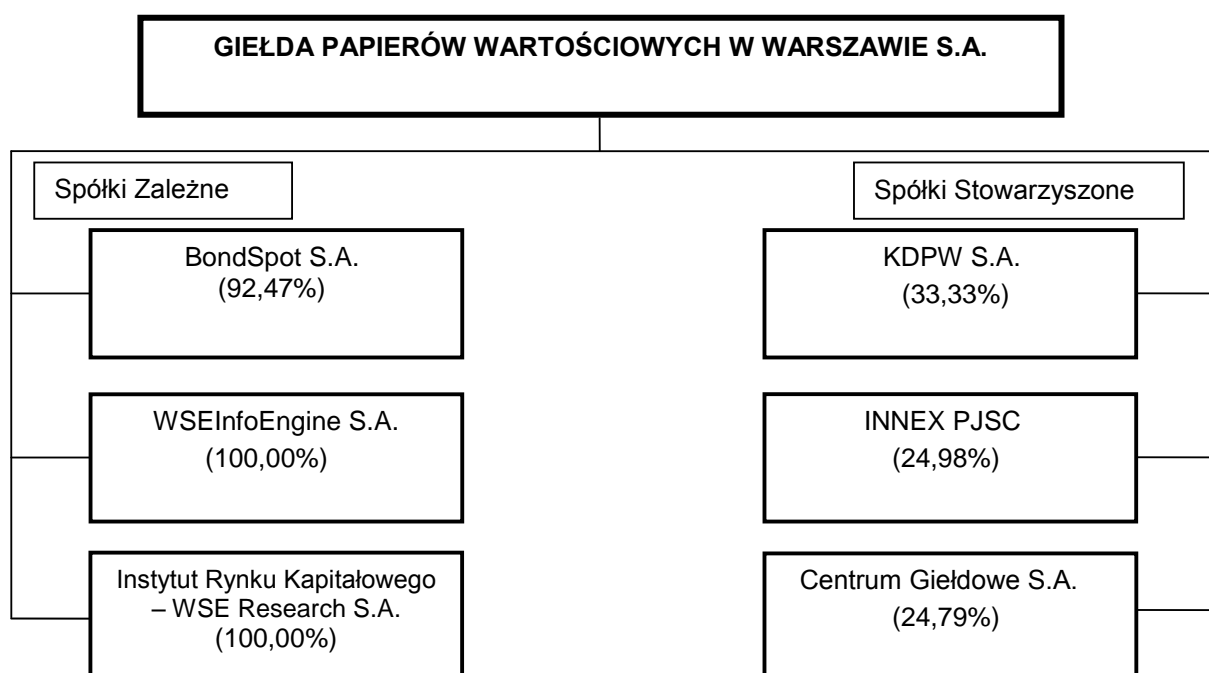 GIEŁDA PAPIERÓW WARTOŚCIOWYCH W WARSZAWIE S.A.
Spółki Zależne
BondSpot S.A.
(92,47%)
WSEInfoEngine S.A.
(100,00%)
Instytut Rynku Kapitałowego
– WSE Research S.A.
(100,00%)
Spółki Stowarzyszone
KDPW S.A.
(33,33%)
INNEX PJSC
(24,98%)
Centrum Giełdowe S.A.
(24,79%)